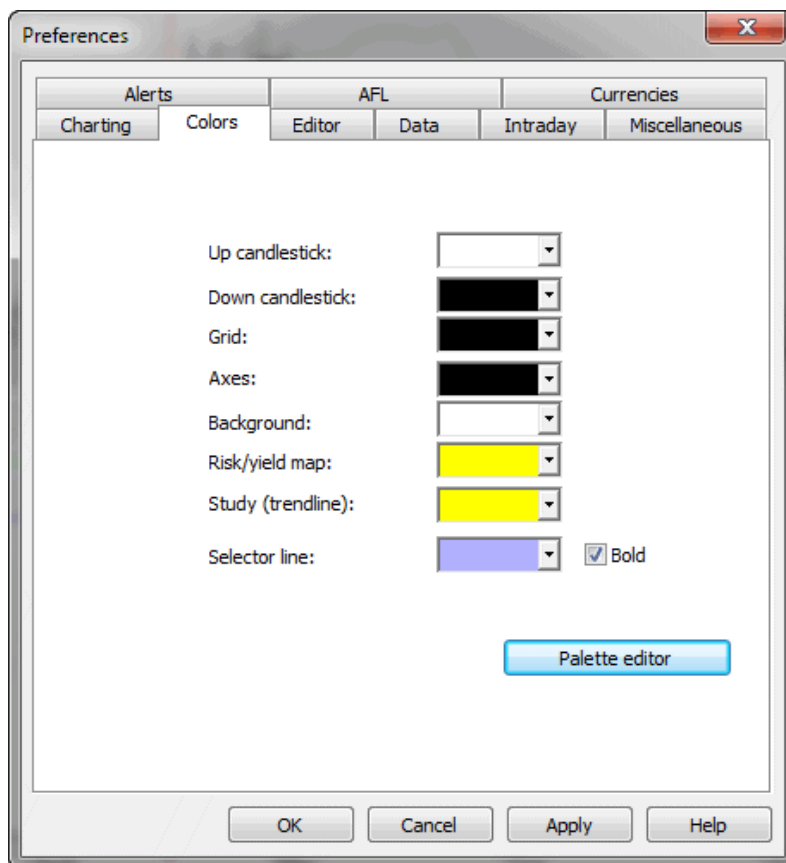 Preferences
Alerts AFL Currencies
Charting Colors Editor Data Intraday Miscellaneous
Up candlestick:
Down candlestick:
Grid:
Axes:
Background:
Risk/yield map:
Study (trendline):
Selector line: Bold
Palette editor
OK Cancel Apply Help